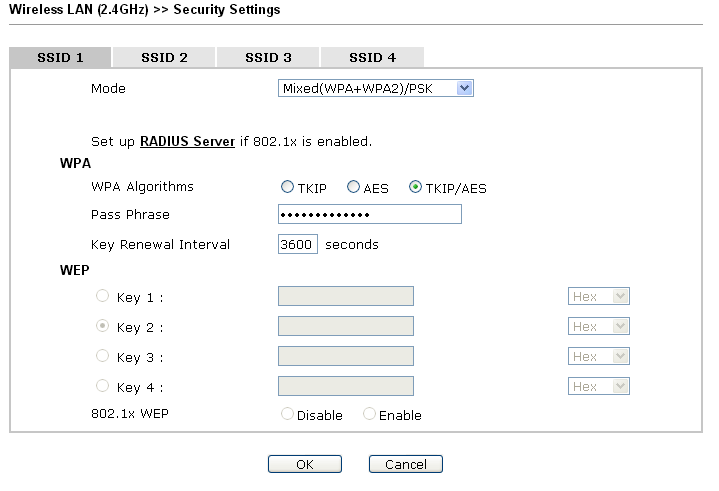 Wireless LAN (2.4GHz) >> Security Settings
SSID 1 SSID 2 SSID 3 SSID 4
Mode Mixed(WPA+WPA2)/PSK
Set up RADIUS Server if 802.1x is enabled.
WPA
WPA Algorithms TKIP AES TKIP/AES
Pass Phrase •••••••••••••
Key Renewal Interval 3600 seconds
WEP
Key 1 : Hex
Key 2 : Hex
Key 3 : Hex
Key 4 : Hex
802.1x WEP Disable Enable
OK Cancel